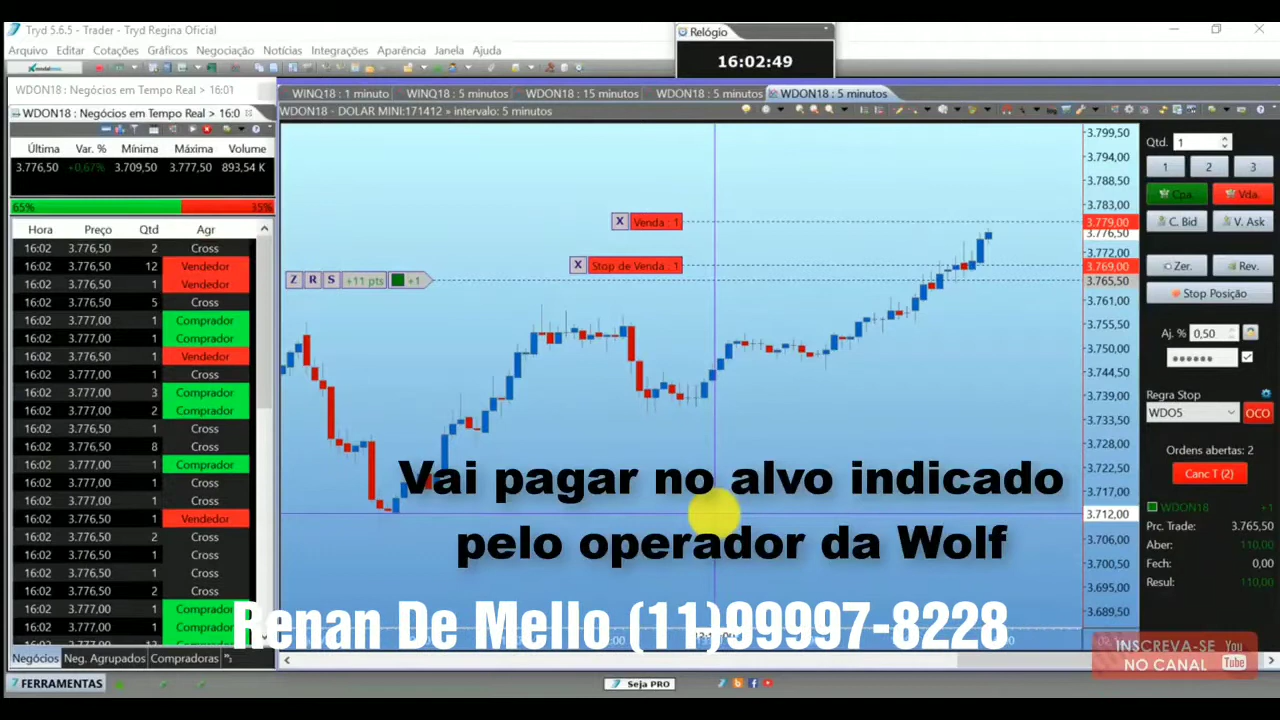 Tryd 5.6.5 - Trader - Tryd Regina Oficial
Relógio
Arquivo Editar Cotações Gráficos Negociação Notícias Integrações Aparência Janela Ajuda
16:02:49
WDON18 : Negócios em Tempo Real > 16:01
WINQ18 : 1 minuto WINQ18 : 5 minutos WDON18 : 15 minutos WDON18 : 5 minutos WDON18 : 5 minutos
WDON18 : Negócios em Tempo Real > 16:0
WDON18 - DOLAR MINI:171412 » intervalo: 5 minutos
Última Var. % Mínima Máxima Volume
3.776,50 +0,67% 3.709,50 3.777,50 893,54 K
65% 35%
Hora Preço Qtd Agr
16:02 3.776,50 2 Cross
16:02 3.776,50 12 Vendedor
16:02 3.776,50 1 Vendedor
16:02 3.776,50 5 Cross
16:02 3.777,00 1 Comprador
16:02 3.777,00 1 Comprador
16:02 3.776,50 1 Vendedor
16:02 3.777,00 1 Cross
16:02 3.777,00 3 Comprador
16:02 3.777,00 2 Comprador
16:02 3.776,50 1 Cross
16:02 3.776,50 8 Cross
16:02 3.777,00 1 Comprador
16:02 3.777,00 1 Cross
16:02 3.777,00 1 Cross
16:02 3.776,50 1 Vendedor
16:02 3.776,50 2 Cross
16:02 3.777,00 1 Cross
16:02 3.776,50 1 Cross
16:02 3.776,50 2 Cross
16:02 3.777,00 1 Comprador
16:02 3.777,00 1 Comprador
Negócios Neg. Agrupados Compradoras
FERRAMENTAS
X Venda : 1
X Stop de Venda : 1
Z R S +11 pts +1
3.799,50
3.794,00
3.788,50
3.783,00
3.779,00
3.776,50
3.772,00
3.769,00
3.765,50
3.761,00
3.755,50
3.750,00
3.744,50
3.739,00
3.733,50
3.728,00
3.722,50
3.717,00
3.712,00
3.706,00
3.700,50
3.695,00
3.689,50
Vai pagar no alvo indicado
pelo operador da Wolf
Renan De Mello (11)99997-8228
Seja PRO
Qtd. 1
1 2 3
Cpa. Vda.
C. Bid V. Ask
Zer. Rev.
Stop Posição
Aj. % 0,50
Regra Stop
WDO5 OCO
Ordens abertas: 2
Canc T (2)
WDON18 +1
Prc. Trade: 3.765,50
Aber: 110,00
Fech: 0,00
Resul: 110,00
INSCREVA-SE You
NO CANAL Tube